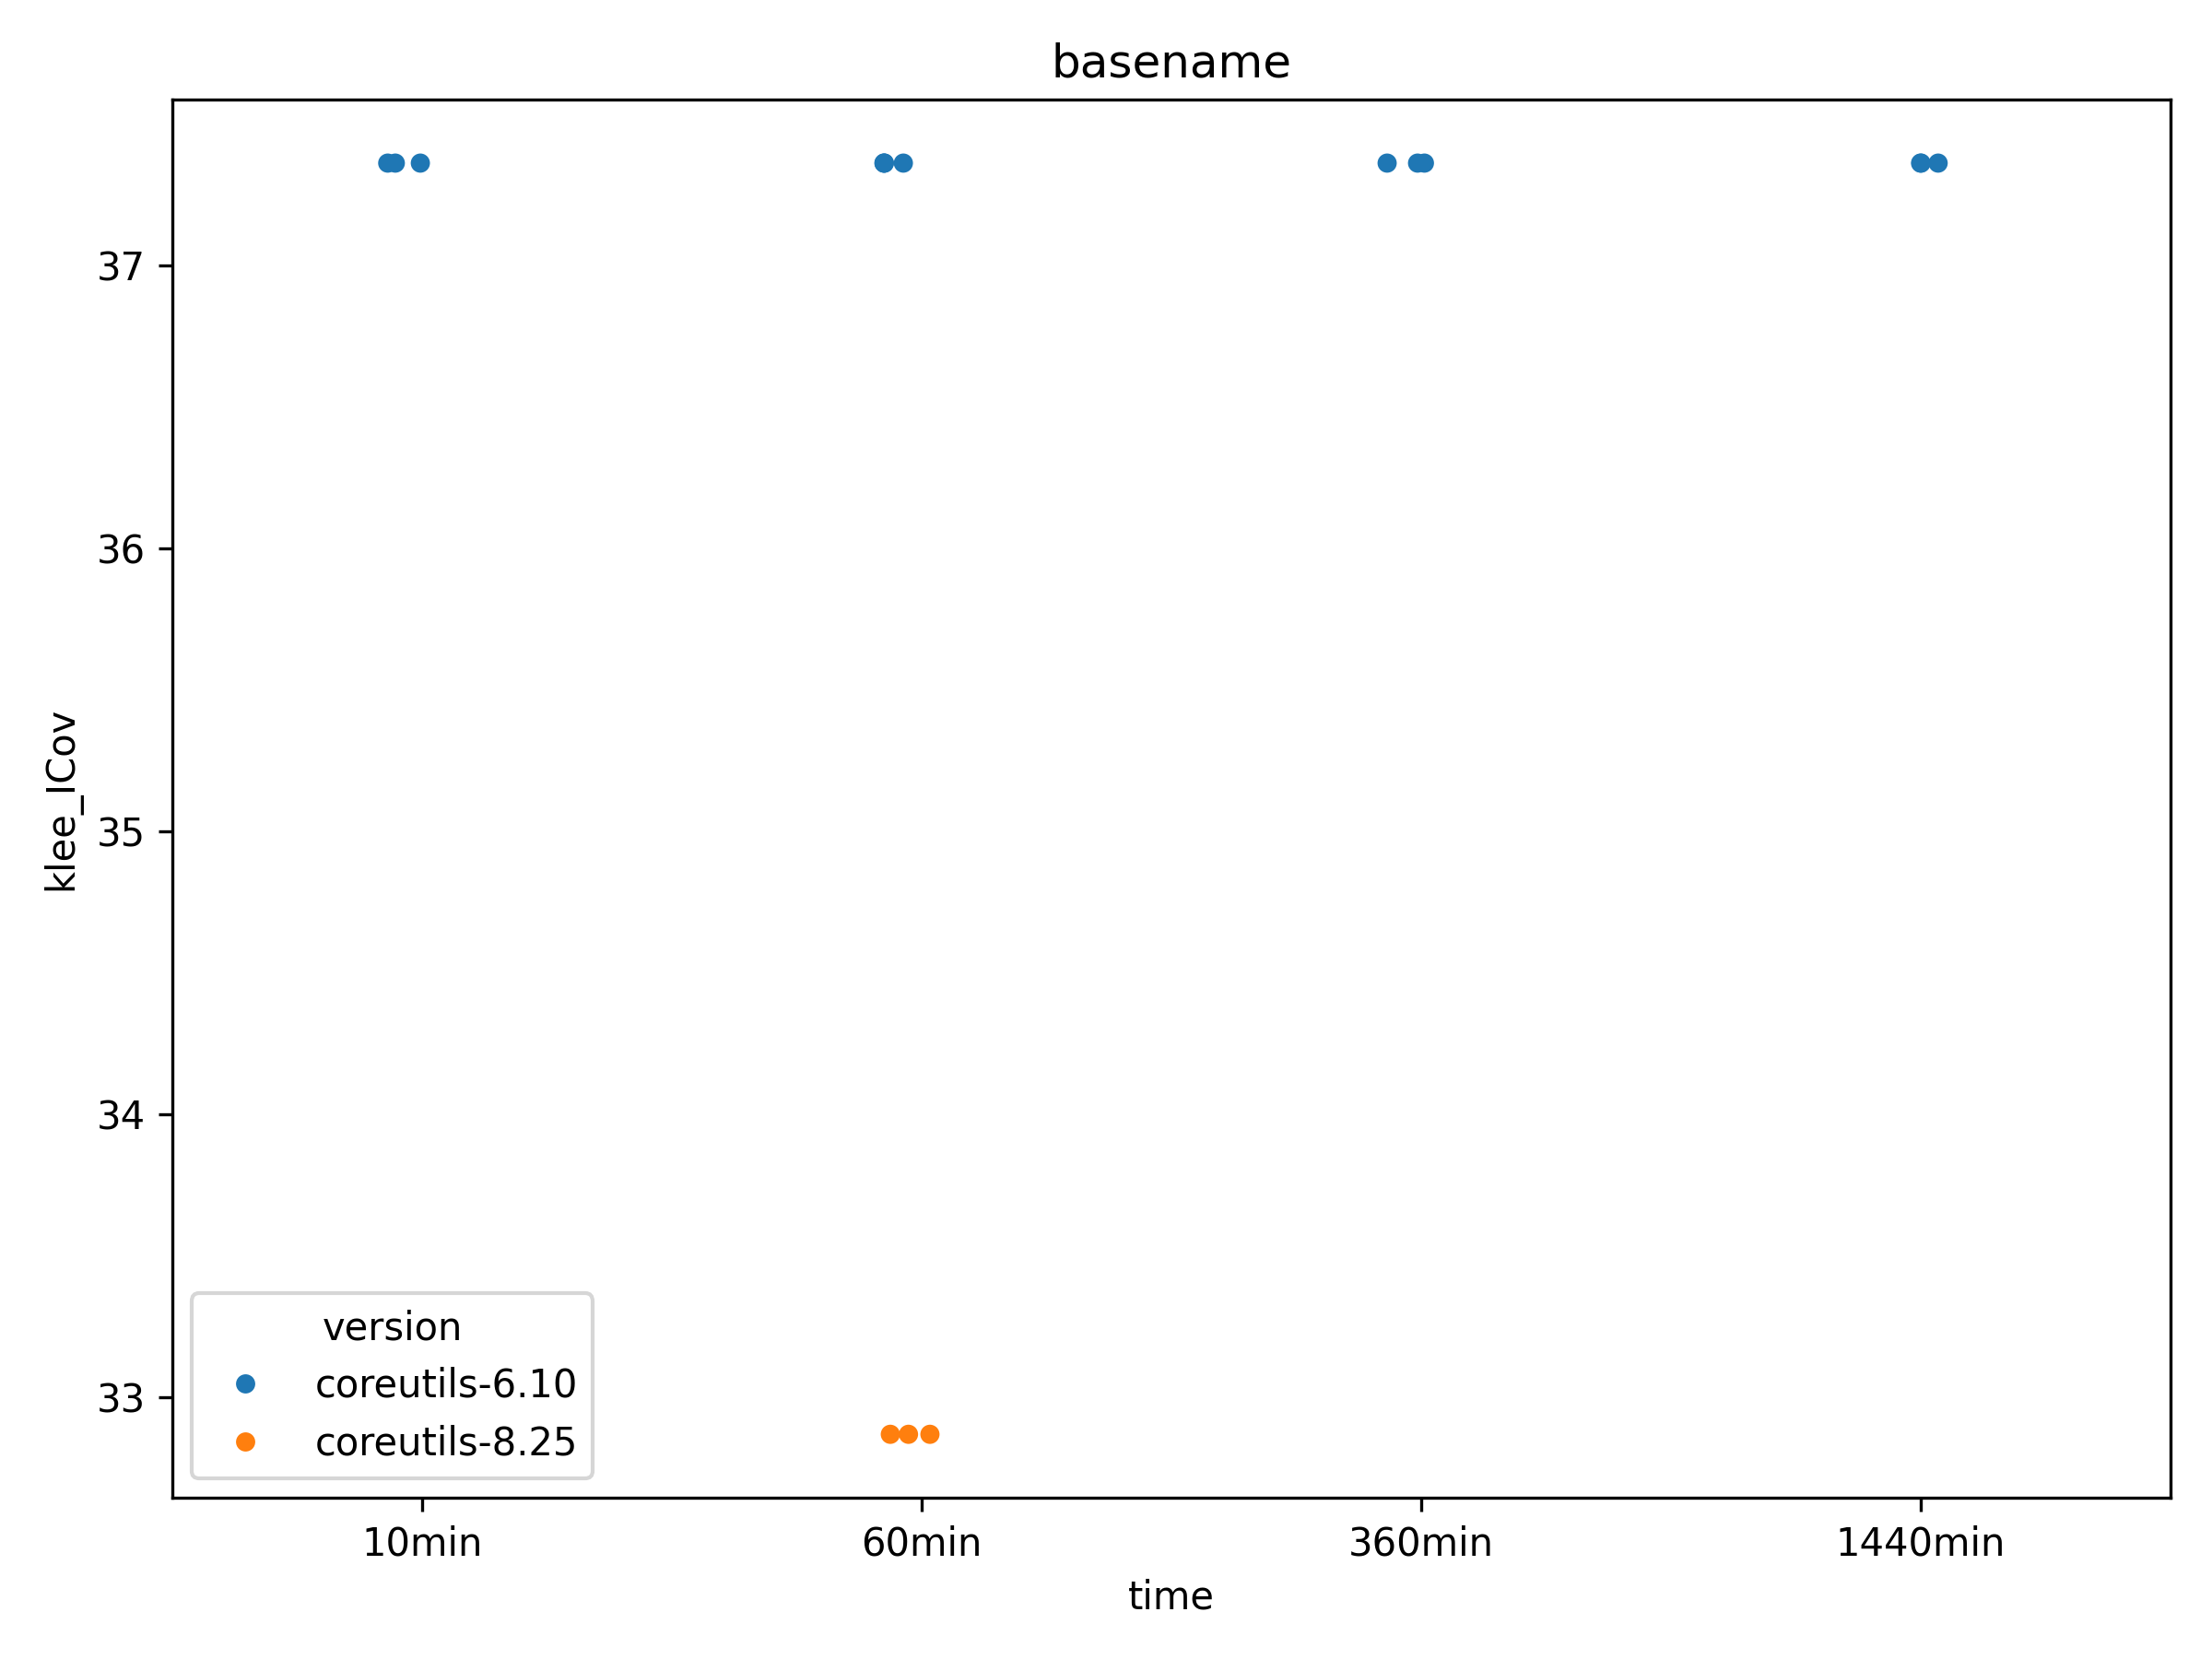 basename
klee_ICov
37
36
35
34
33
version
coreutils-6.10
coreutils-8.25
10min 60min 360min 1440min
time